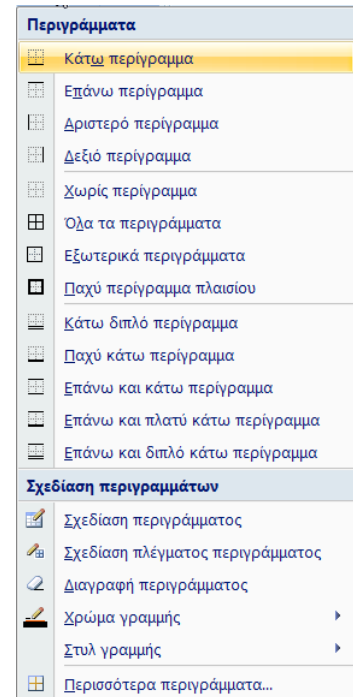 Περιγράμματα
Κάτω περίγραμμα
Επάνω περίγραμμα
Αριστερό περίγραμμα
Δεξιό περίγραμμα
Χωρίς περίγραμμα
Όλα τα περιγράμματα
Εξωτερικά περιγράμματα
Παχύ περίγραμμα πλαισίου
Κάτω διπλό περίγραμμα
Παχύ κάτω περίγραμμα
Επάνω και κάτω περίγραμμα
Επάνω και πλατύ κάτω περίγραμμα
Επάνω και διπλό κάτω περίγραμμα
Σχεδίαση περιγραμμάτων
Σχεδίαση περιγράμματος
Σχεδίαση πλέγματος περιγράμματος
Διαγραφή περιγράμματος
Χρώμα γραμμής
Στυλ γραμμής
Περισσότερα περιγράμματα...